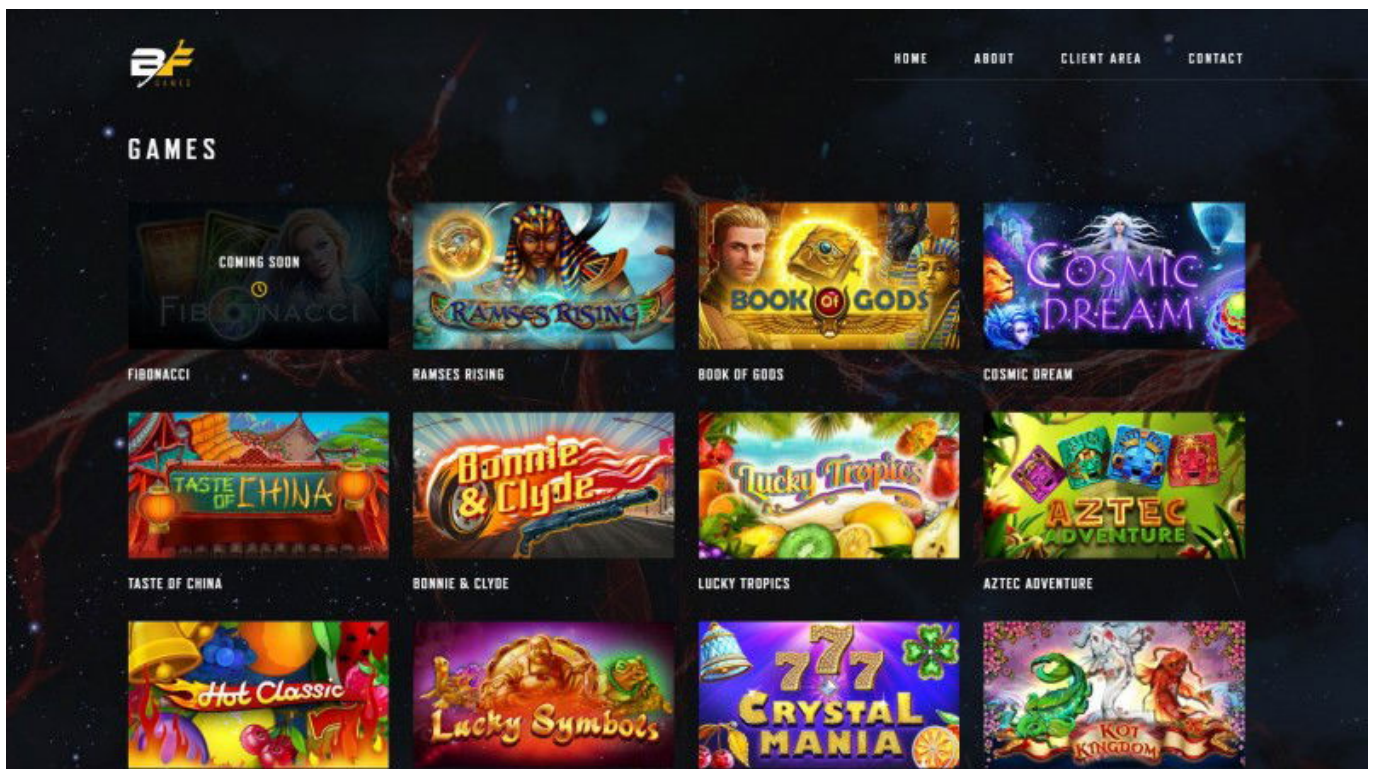 BF
GAMES
HOME ABOUT CLIENT AREA CONTACT
GAMES
COMING SOON
FIBONACCI
RAMSES RISING
BOOK OF GODS
COSMIC
DREAM
FIBONACCI
RAMSES RISING
BOOK OF GODS
COSMIC DREAM
TASTE
OF CHINA
Bonnie
& Clyde
Lucky Tropics
AZTEC
ADVENTURE
TASTE OF CHINA
BONNIE & CLYDE
LUCKY TROPICS
AZTEC ADVENTURE
Hot Classic
7
Lucky Symbols
777
CRYSTAL
MANIA
KOI
KINGDOM